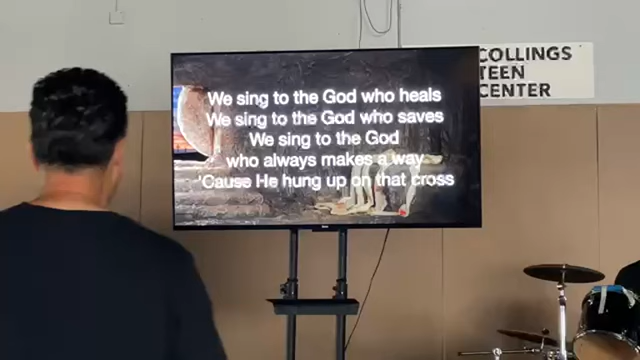 We sing to the God who heals
We sing to the God who saves
We sing to the God
who always makes a way
'Cause He hung up on that cross
COLLINGS
TEEN
CENTER